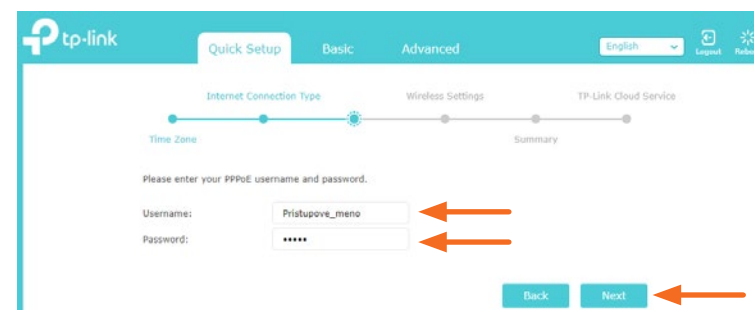 tp-link
Quick Setup Basic Advanced
English
Logout
Internet Connection Type Wireless Settings TP-Link Cloud Service
Time Zone Summary
Please enter your PPPoE username and password.
Username: Pristupove_meno
Password: •••••
Back Next